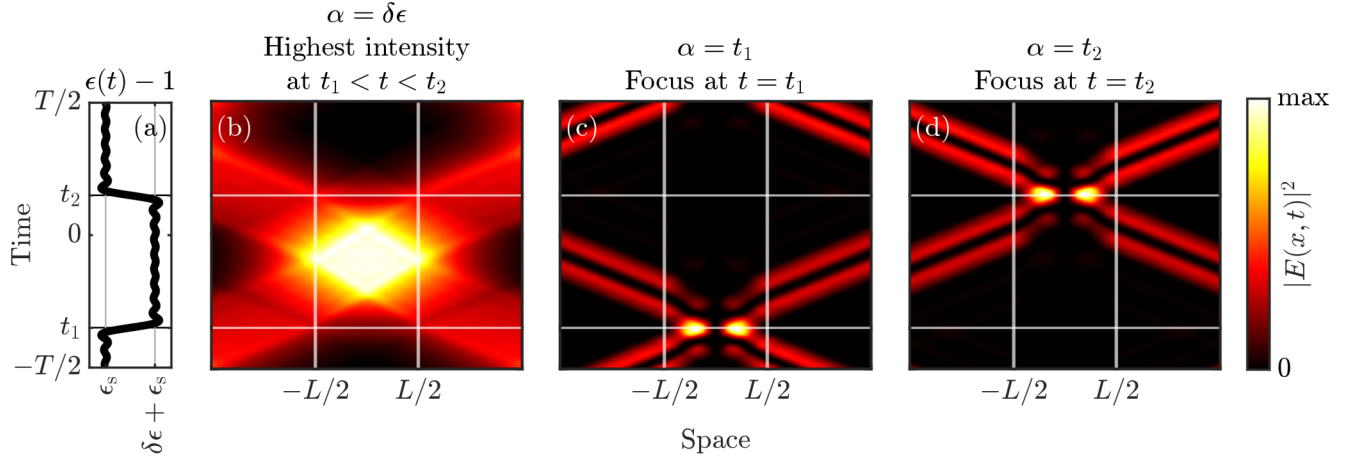 α = δϵ
Highest intensity
at t₁ < t < t₂
α = t₁
Focus at t = t₁
α = t₂
Focus at t = t₂
ϵ(t) − 1
(a)
(b)
(c)
(d)
T/2
t₂
0
t₁
−T/2
Time
ϵₛ
δϵ + ϵₛ
−L/2
L/2
−L/2
L/2
−L/2
L/2
Space
max
0
|E(x, t)|²